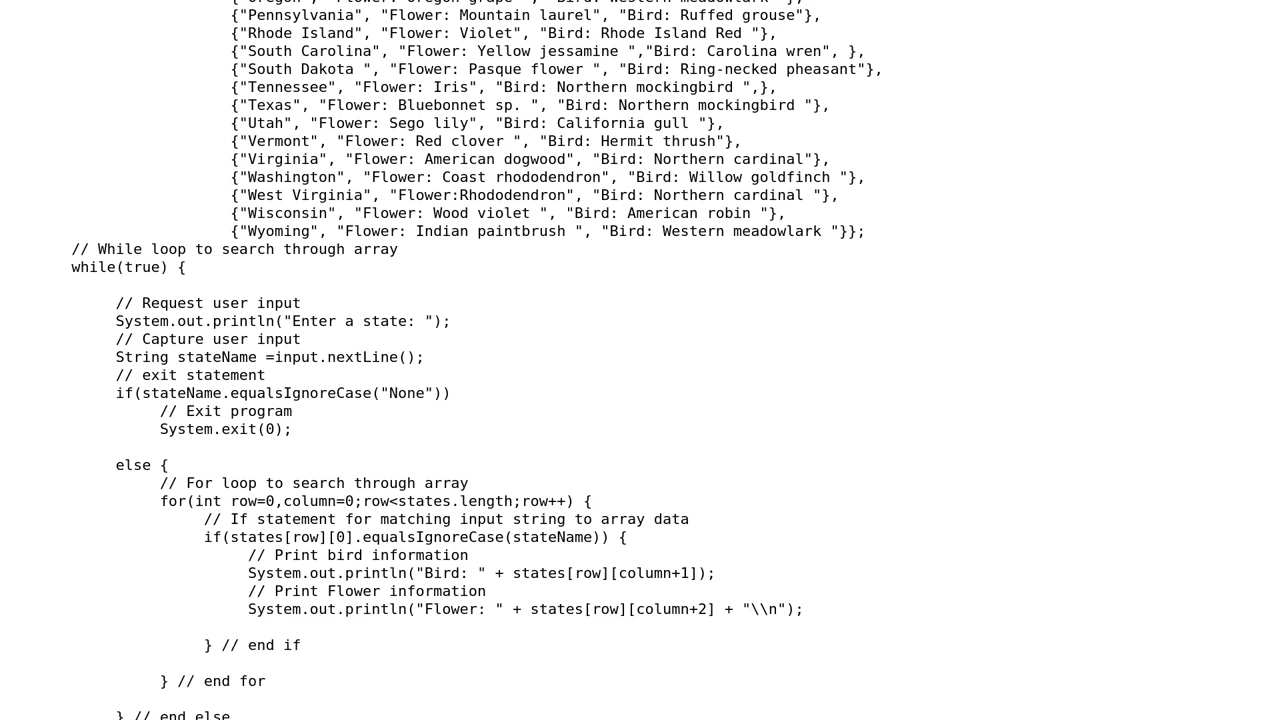 {"Oregon", "Flower: Oregon grape ", "Bird: Western meadowlark "},
{"Pennsylvania", "Flower: Mountain laurel", "Bird: Ruffed grouse"},
{"Rhode Island", "Flower: Violet", "Bird: Rhode Island Red "},
{"South Carolina", "Flower: Yellow jessamine ","Bird: Carolina wren", },
{"South Dakota ", "Flower: Pasque flower ", "Bird: Ring-necked pheasant"},
{"Tennessee", "Flower: Iris", "Bird: Northern mockingbird ",},
{"Texas", "Flower: Bluebonnet sp. ", "Bird: Northern mockingbird "},
{"Utah", "Flower: Sego lily", "Bird: California gull "},
{"Vermont", "Flower: Red clover ", "Bird: Hermit thrush"},
{"Virginia", "Flower: American dogwood", "Bird: Northern cardinal"},
{"Washington", "Flower: Coast rhododendron", "Bird: Willow goldfinch "},
{"West Virginia", "Flower:Rhododendron", "Bird: Northern cardinal "},
{"Wisconsin", "Flower: Wood violet ", "Bird: American robin "},
{"Wyoming", "Flower: Indian paintbrush ", "Bird: Western meadowlark "}};
// While loop to search through array
while(true) {
// Request user input
System.out.println("Enter a state: ");
// Capture user input
String stateName =input.nextLine();
// exit statement
if(stateName.equalsIgnoreCase("None"))
// Exit program
System.exit(0);
else {
// For loop to search through array
for(int row=0,column=0;row<states.length;row++) {
// If statement for matching input string to array data
if(states[row][0].equalsIgnoreCase(stateName)) {
// Print bird information
System.out.println("Bird: " + states[row][column+1]);
// Print Flower information
System.out.println("Flower: " + states[row][column+2] + "\\n");
} // end if
} // end for
} // end else